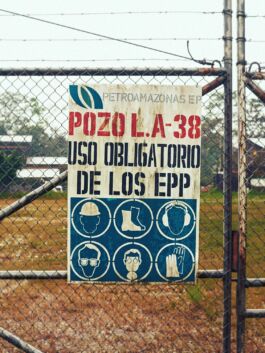 PETROAMAZONAS EP
POZO L.A-38
USO OBLIGATORIO
DE LOS EPP